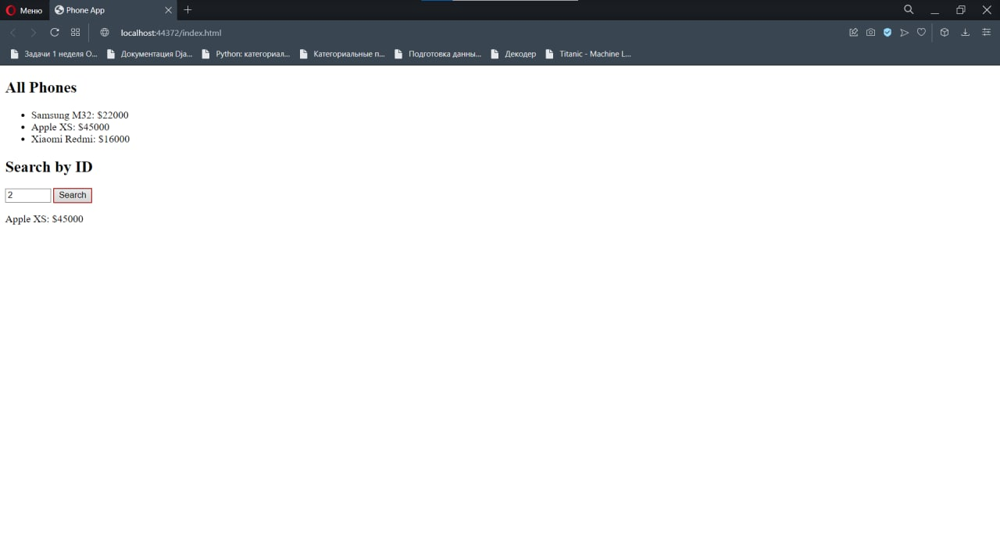 Меню
Phone App
localhost:44372/index.html
Задачи 1 неделя О... Документация Dja... Python: категориал... Категориальные п... Подготовка данны... Декодер Titanic - Machine L...
All Phones
Samsung M32: $22000
Apple XS: $45000
Xiaomi Redmi: $16000
Search by ID
2 Search
Apple XS: $45000